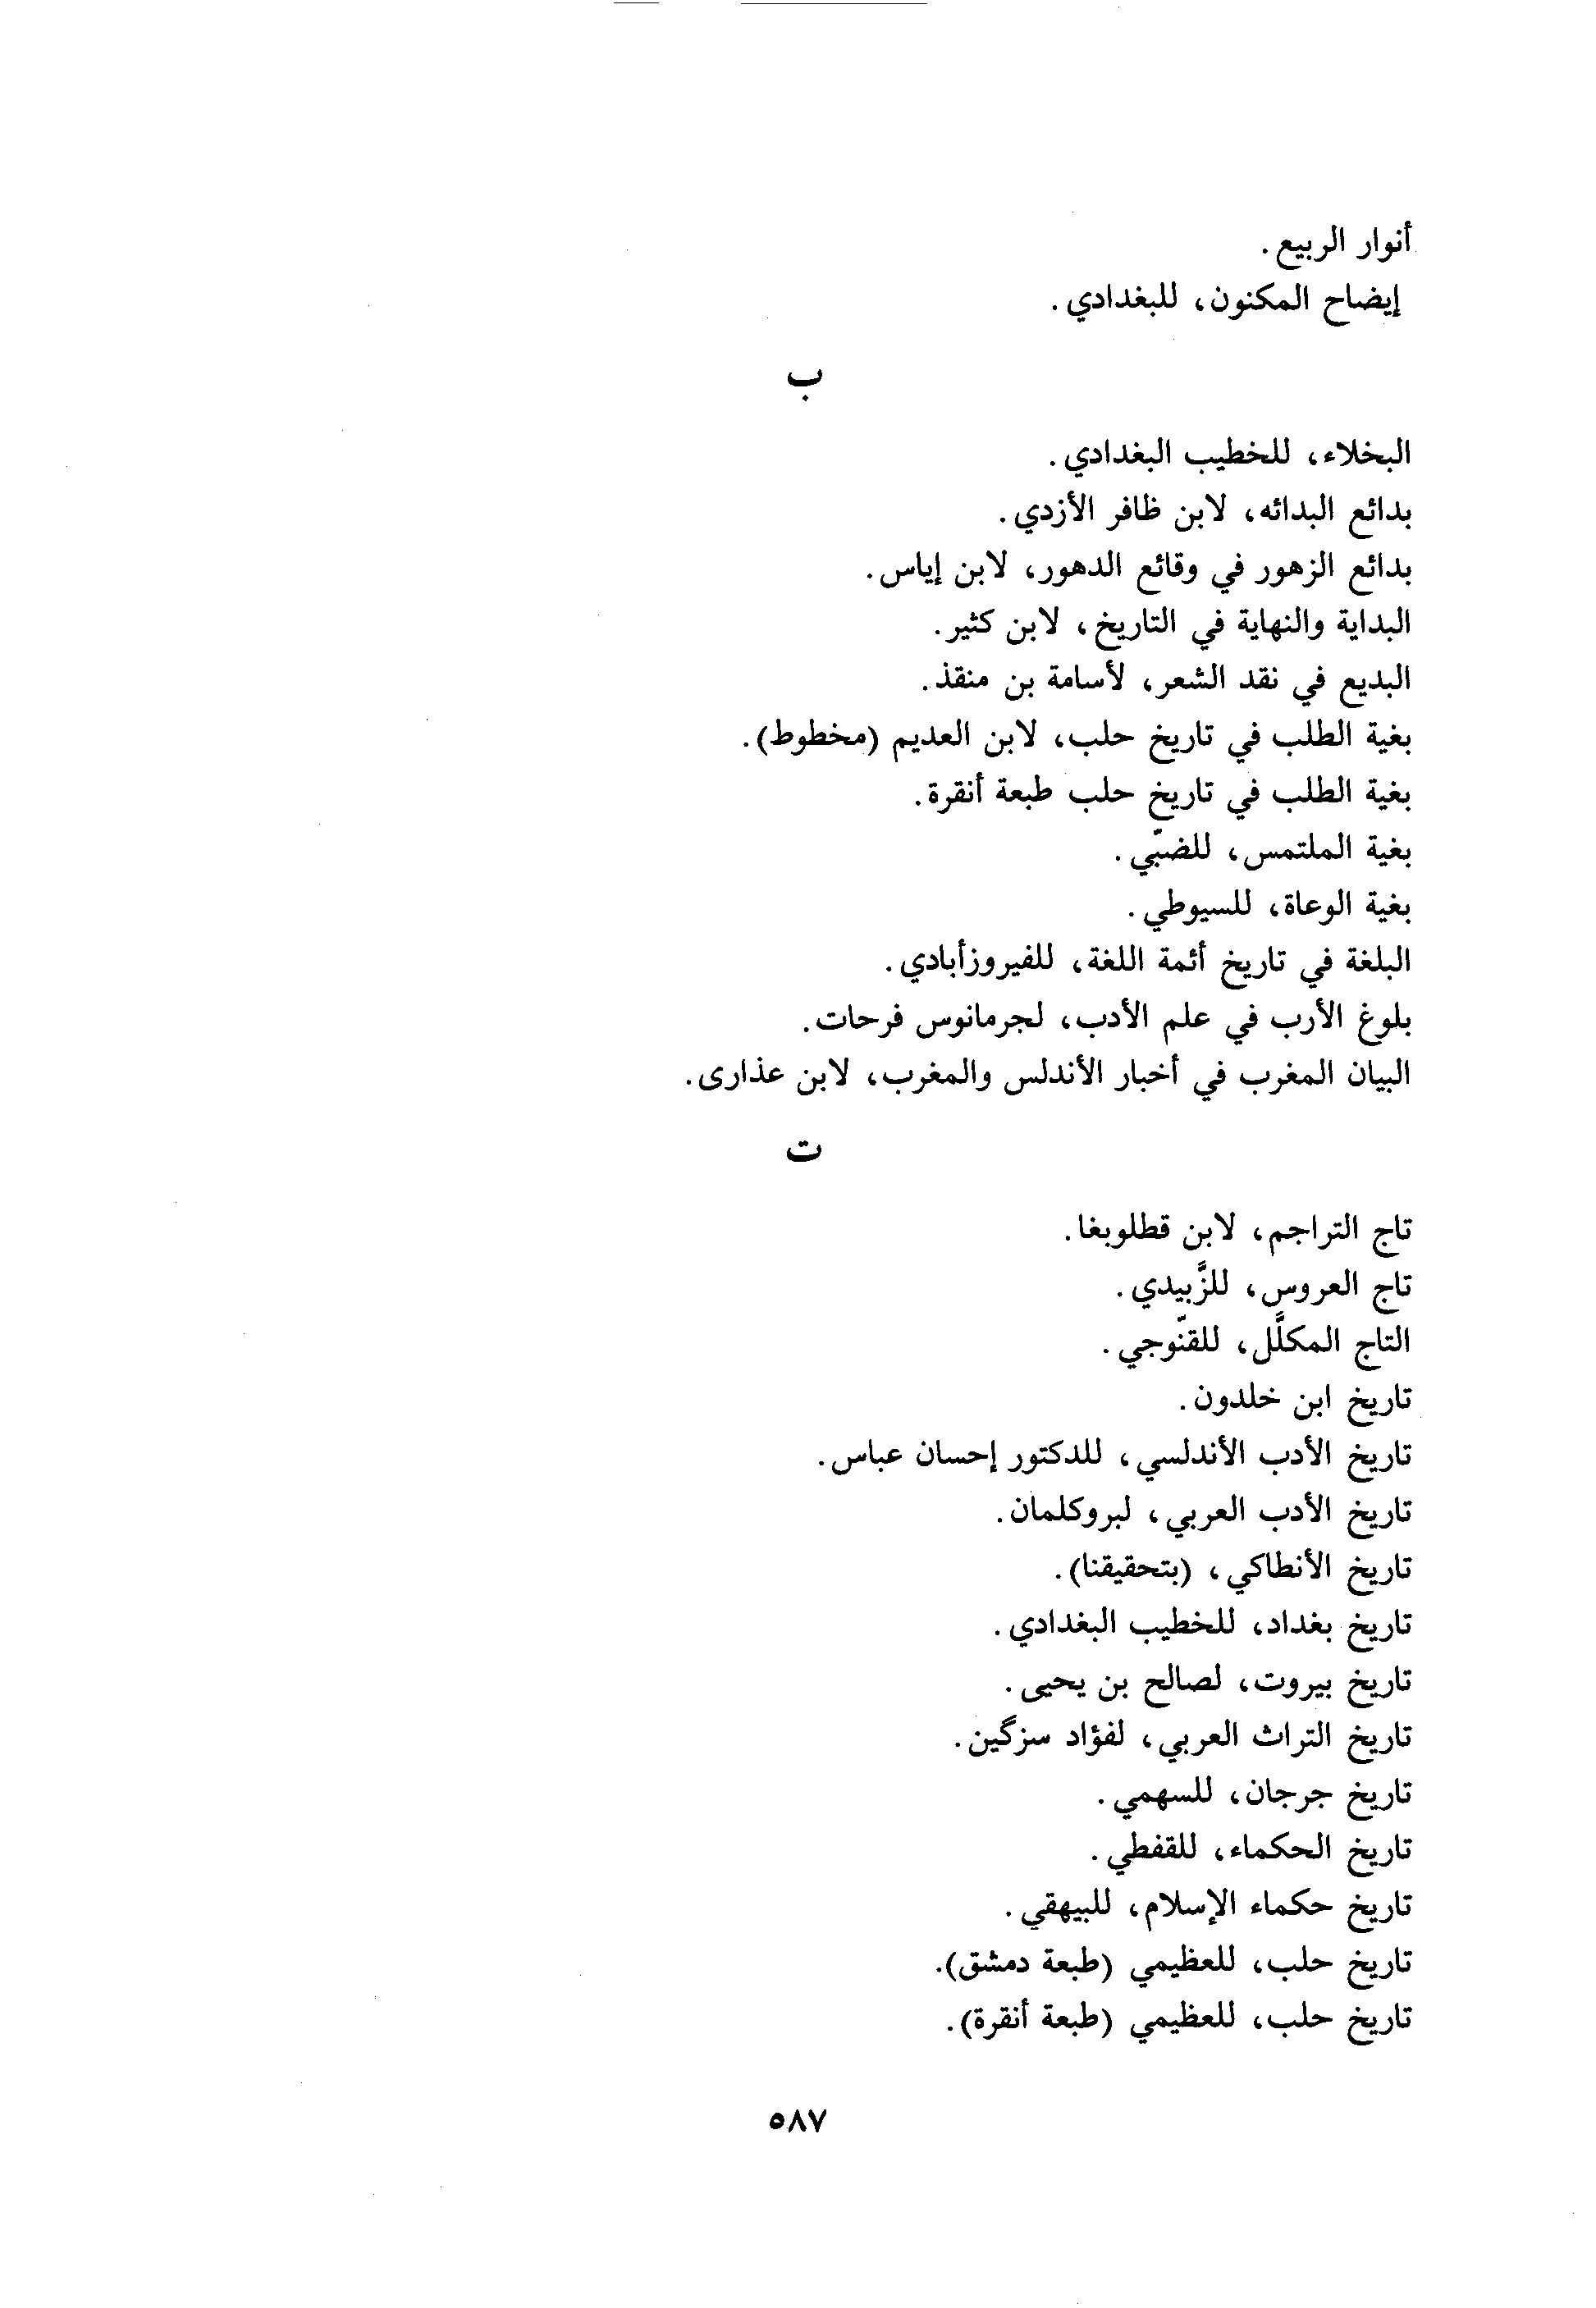 أنوار الربيع.
إيضاح المكنون، للبغدادي.
ب
البخلاء، للخطيب البغدادي.
بدائع البدائه، لابن ظافر الأزدي.
بدائع الزهور في وقائع الدهور، لابن إياس.
البداية والنهاية في التاريخ، لابن كثير.
البديع في نقد الشعر، لأسامة بن منقذ.
بغية الطلب في تاريخ حلب، لابن العديم (مخطوط).
بغية الطلب في تاريخ حلب طبعة أنقرة.
بغية الملتمس، للضبّي.
بغية الوعاة، للسيوطي.
البلغة في تاريخ أئمة اللغة، للفيروزأبادي.
بلوغ الأرب في علم الأدب، لجرمانوس فرحات.
البيان المغرب في أخبار الأندلس والمغرب، لابن عذارى.
ت
تاج التراجم، لابن قطلوبغا.
تاج العروس، للزَّبيدي.
التاج المكلَّل، للقنّوجي.
تاريخ ابن خلدون.
تاريخ الأدب الأندلسي، للدكتور إحسان عباس.
تاريخ الأدب العربي، لبروكلمان.
تاريخ الأنطاكي، (بتحقيقنا).
تاريخ بغداد، للخطيب البغدادي.
تاريخ بيروت، لصالح بن يحيى.
تاريخ التراث العربي، لفؤاد سزگين.
تاريخ جرجان، للسهمي.
تاريخ الحكماء، للقفطي.
تاريخ حكماء الإسلام، للبيهقي.
تاريخ حلب، للعظيمي (طبعة دمشق).
تاريخ حلب، للعظيمي (طبعة أنقرة).
٥٨٧